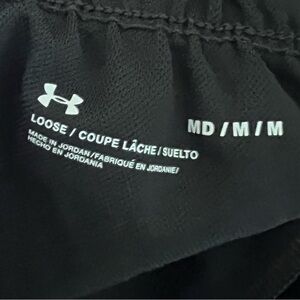 LOOSE / COUPE LÂCHE / SUELTO
MD / M / M
MADE IN JORDAN / FABRIQUÉ EN JORDANIE /
HECHO EN JORDANIA